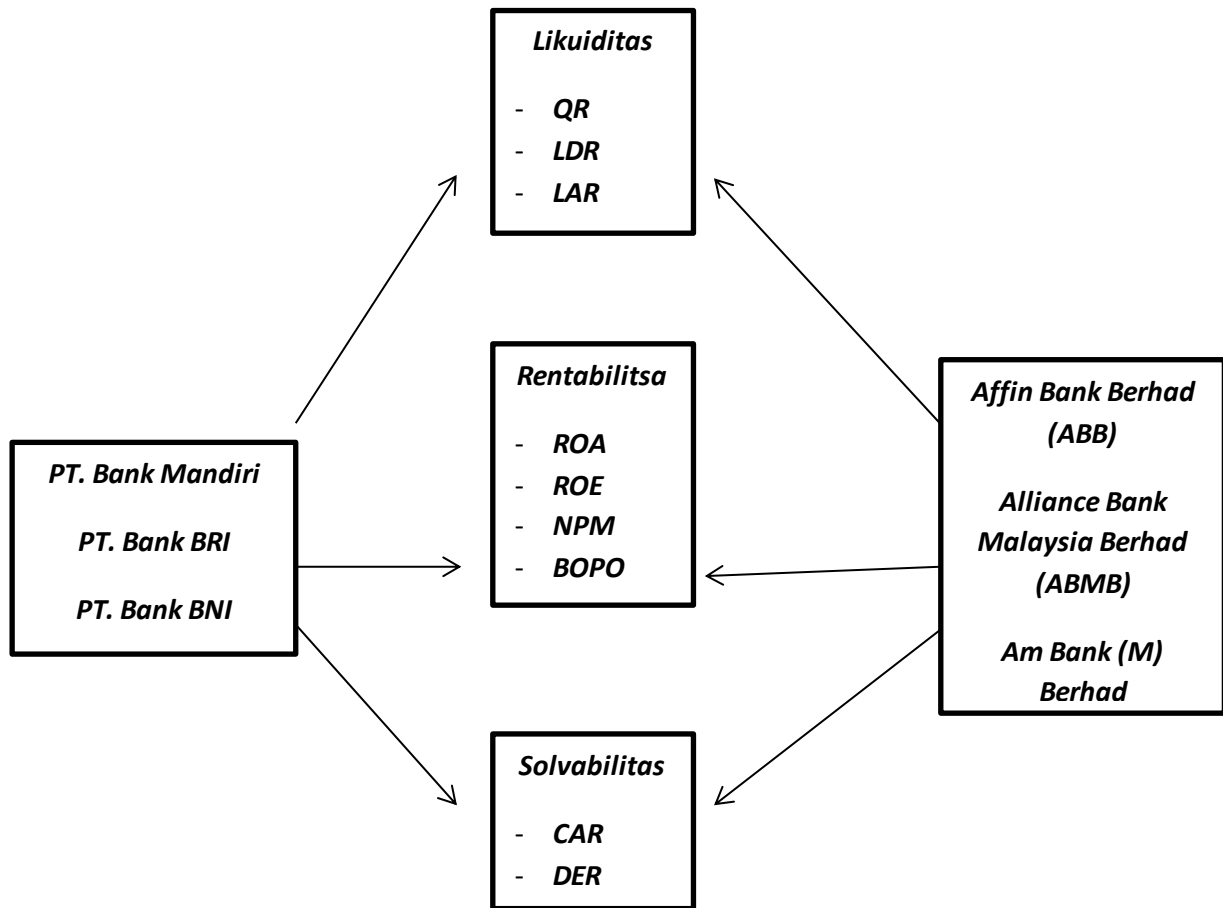 Likuiditas
- QR
- LDR
- LAR
Rentabilitsa
- ROA
- ROE
- NPM
- BOPO
PT. Bank Mandiri
PT. Bank BRI
PT. Bank BNI
Affin Bank Berhad
(ABB)
Alliance Bank
Malaysia Berhad
(ABMB)
Am Bank (M)
Berhad
Solvabilitas
- CAR
- DER